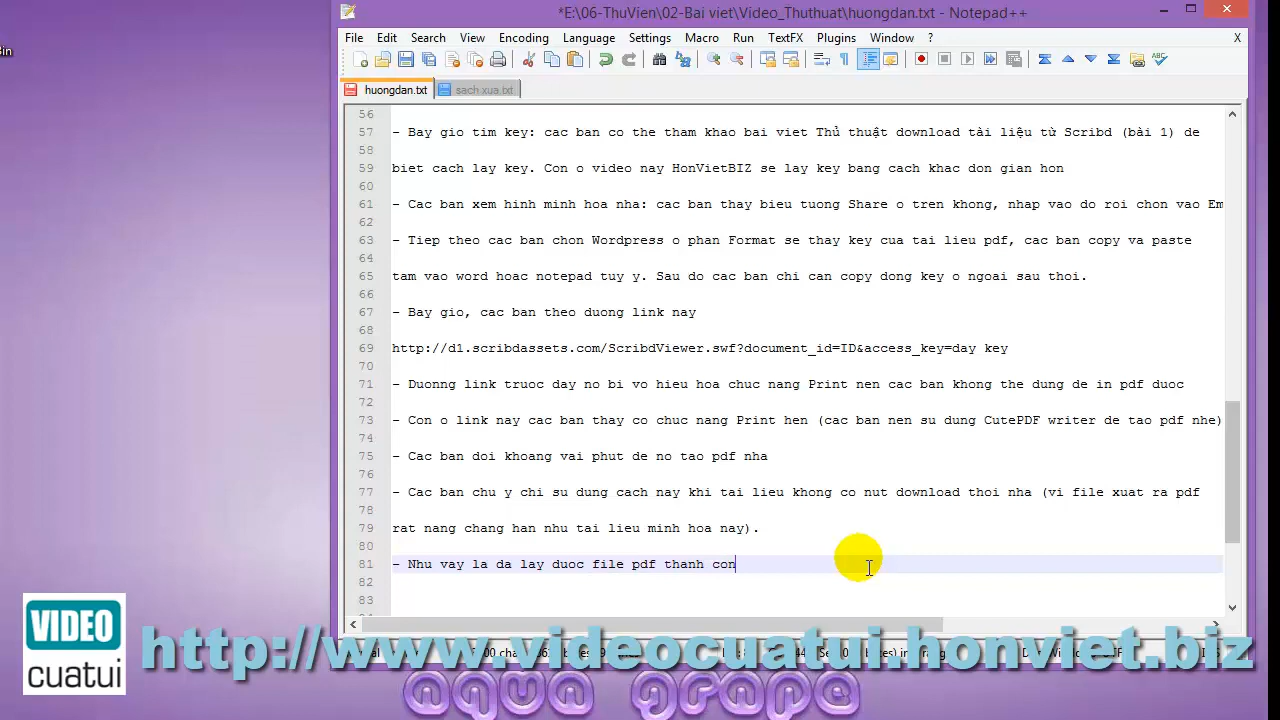 *E:\06-ThuVien\02-Bai viet\Video_Thuthuat\huongdan.txt - Notepad++
File Edit Search View Encoding Language Settings Macro Run TextFX Plugins Window ? X
huongdan.txt sach xua.txt
56
57 - Bay gio tim key: cac ban co the tham khao bai viet Thủ thuật download tài liệu từ Scribd (bài 1) de
58
59 biet cach lay key. Con o video nay HonVietBIZ se lay key bang cach khac don gian hon
60
61 - Cac ban xem hinh minh hoa nha: cac ban thay bieu tuong Share o tren khong, nhap vao do roi chon vao Em
62
63 - Tiep theo cac ban chon Wordpress o phan Format se thay key cua tai lieu pdf, cac ban copy va paste
64
65 tam vao word hoac notepad tuy y. Sau do cac ban chi can copy dong key o ngoai sau thoi.
66
67 - Bay gio, cac ban theo duong link nay
68
69 http://d1.scribdassets.com/ScribdViewer.swf?document_id=ID&access_key=day key
70
71 - Duonng link truoc day no bi vo hieu hoa chuc nang Print nen cac ban khong the dung de in pdf duoc
72
73 - Con o link nay cac ban thay co chuc nang Print hen (cac ban nen su dung CutePDF writer de tao pdf nhe)
74
75 - Cac ban doi khoang vai phut de no tao pdf nha
76
77 - Cac ban chu y chi su dung cach nay khi tai lieu khong co nut download thoi nha (vi file xuat ra pdf
78
79 rat nang chang han nhu tai lieu minh hoa nay).
80
81 - Nhu vay la da lay duoc file pdf thanh con
82
83
VIDEO
cuatui
http://www.videocuatui.honviet.biz
aqua grape